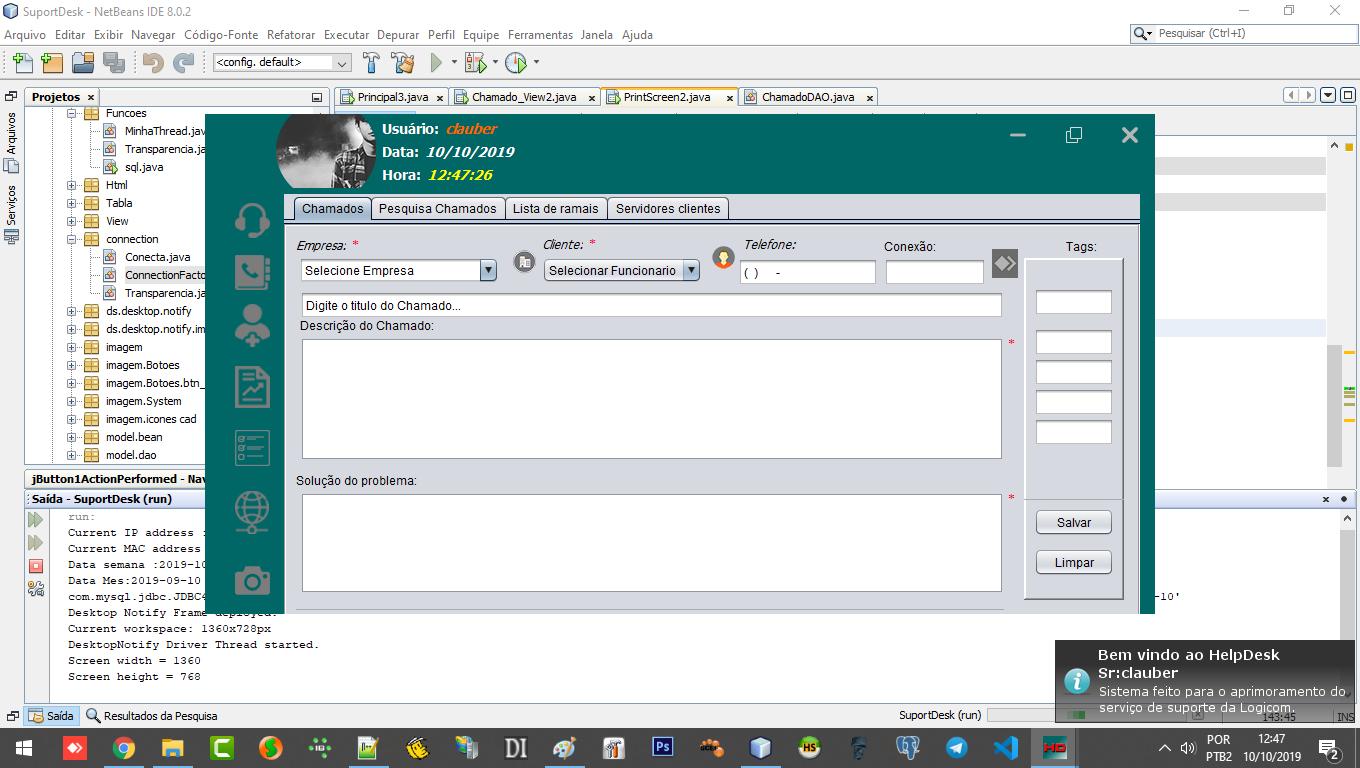 SuportDesk - NetBeans IDE 8.0.2
Arquivo Editar Exibir Navegar Código-Fonte Refatorar Executar Depurar Perfil Equipe Ferramentas Janela Ajuda
Pesquisar (Ctrl+I)
<config. default>
Projetos
Principal3.java
Chamado_View2.java
PrintScreen2.java
ChamadoDAO.java
Arquivos
Serviços
Funcoes
MinhaThread.jav
Transparencia.ja
sql.java
Html
Tabla
View
connection
Conecta.java
ConnectionFacto
Transparencia.ja
ds.desktop.notify
ds.desktop.notify.im
imagem
imagem.Botoes
imagem.Botoes.btn_
imagem.System
imagem.icones cad
model.bean
model.dao
jButton1ActionPerformed - Nav
Usuário: clauber
Data: 10/10/2019
Hora: 12:47:26
Chamados
Pesquisa Chamados
Lista de ramais
Servidores clientes
Empresa: *
Cliente: *
Telefone:
Conexão:
Tags:
Selecione Empresa
Selecionar Funcionario
( ) -
Digite o titulo do Chamado...
Descrição do Chamado:
*
Solução do problema:
*
Salvar
Limpar
Saída - SuportDesk (run)
run:
Current IP address :
Current MAC address
Data semana :2019-10
Data Mes:2019-09-10
com.mysql.jdbc.JDBC4
-10'
Desktop Notify Frame deployed.
Current workspace: 1360x728px
DesktopNotify Driver Thread started.
Screen width = 1360
Screen height = 768
Bem vindo ao HelpDesk
Sr:clauber
Sistema feito para o aprimoramento do
serviço de suporte da Logicom.
Saída
Resultados da Pesquisa
SuportDesk (run)
143:45
INS
DI
Ps
HS
HD
POR
PTB2
12:47
10/10/2019
2